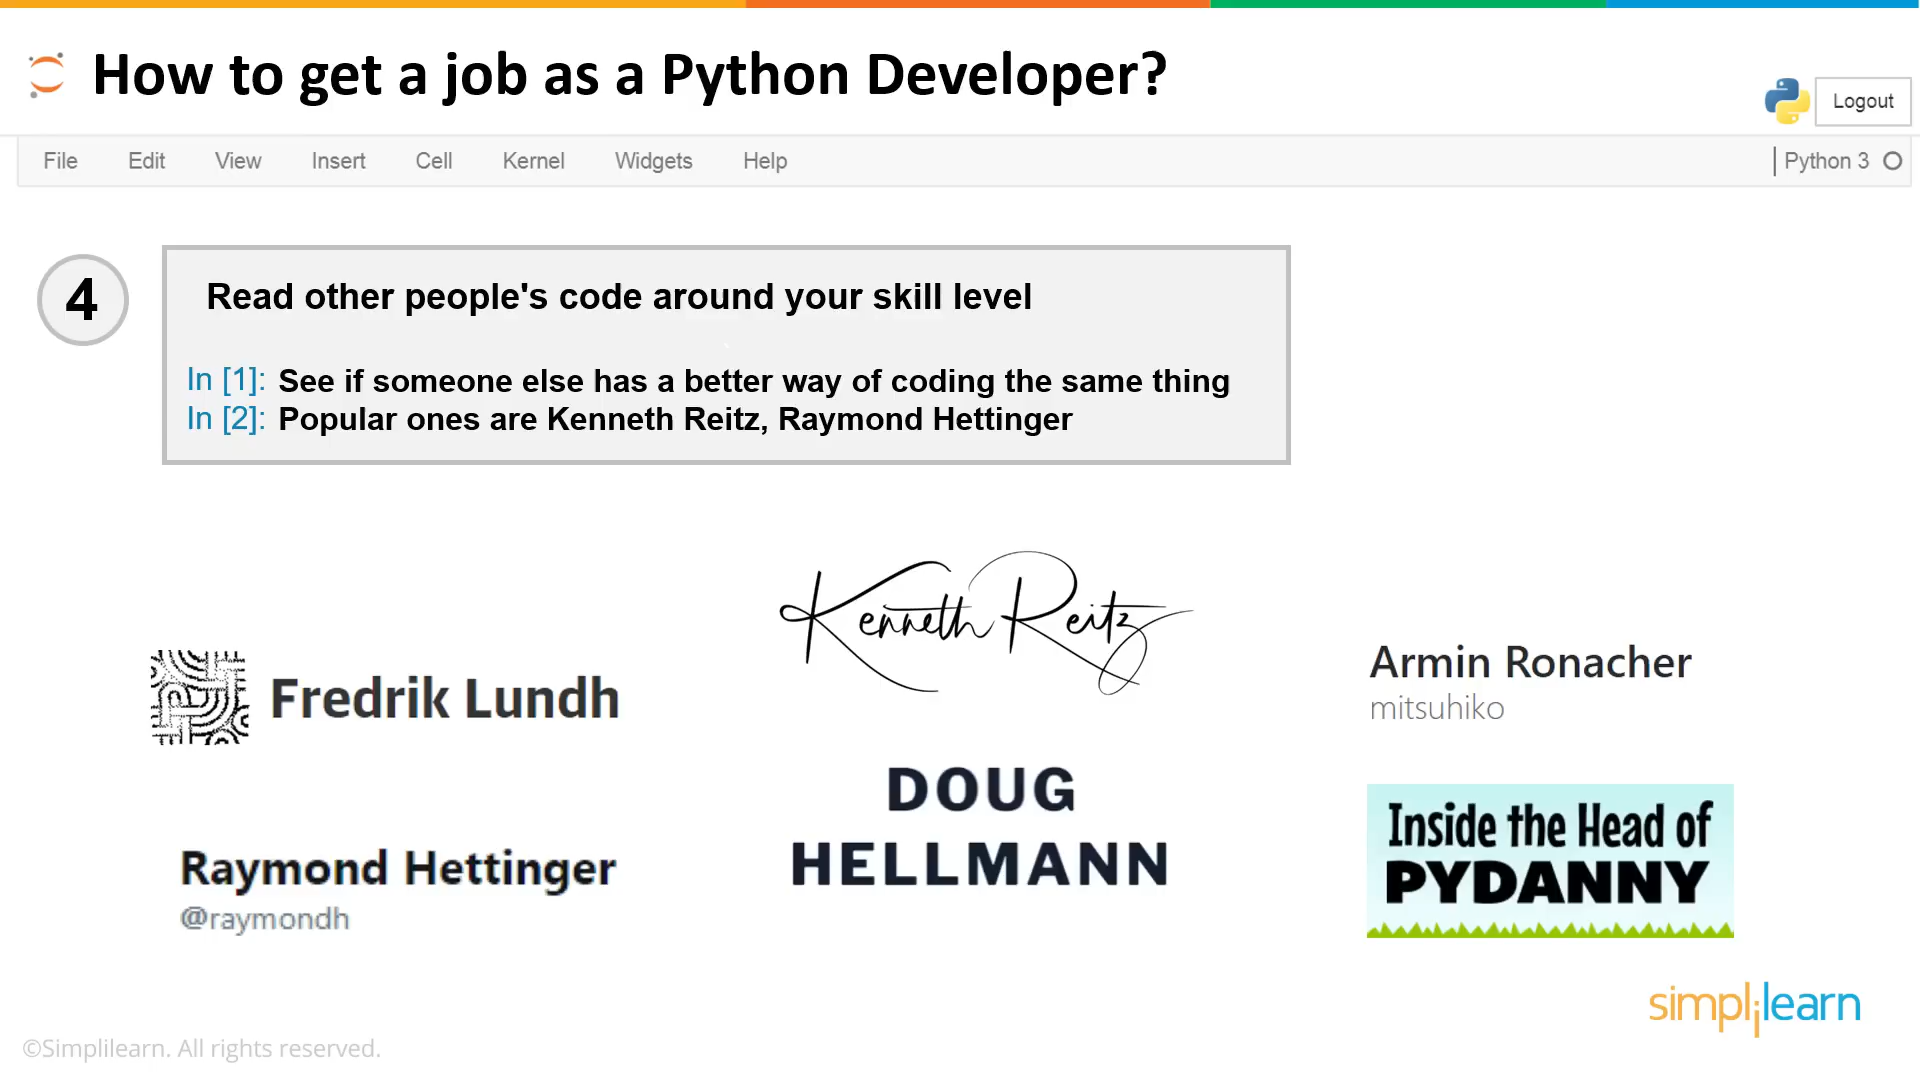 How to get a job as a Python Developer?
Logout
File Edit View Insert Cell Kernel Widgets Help
Python 3
4
Read other people's code around your skill level
In [1]: See if someone else has a better way of coding the same thing
In [2]: Popular ones are Kenneth Reitz, Raymond Hettinger
Kenneth Reitz
Fredrik Lundh
Armin Ronacher
mitsuhiko
DOUG
HELLMANN
Raymond Hettinger
@raymondh
Inside the Head of
PYDANNY
simplilearn
©Simplilearn. All rights reserved.